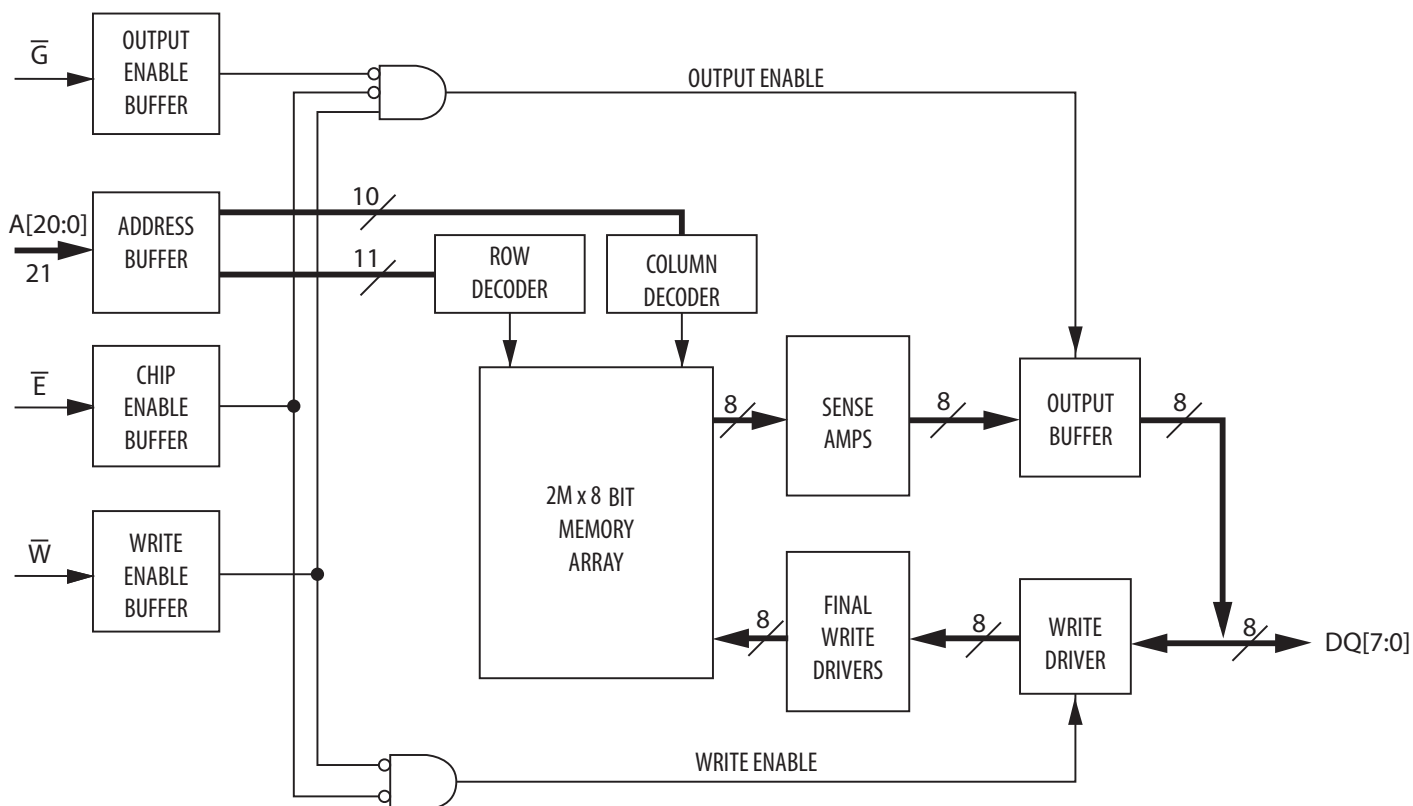 G̅
OUTPUT
ENABLE
BUFFER
OUTPUT ENABLE
A[20:0]
21
ADDRESS
BUFFER
10
11
ROW
DECODER
COLUMN
DECODER
E̅
CHIP
ENABLE
BUFFER
8
SENSE
AMPS
8
OUTPUT
BUFFER
8
2M x 8 BIT
MEMORY
ARRAY
W̅
WRITE
ENABLE
BUFFER
8
FINAL
WRITE
DRIVERS
8
WRITE
DRIVER
8
DQ[7:0]
WRITE ENABLE